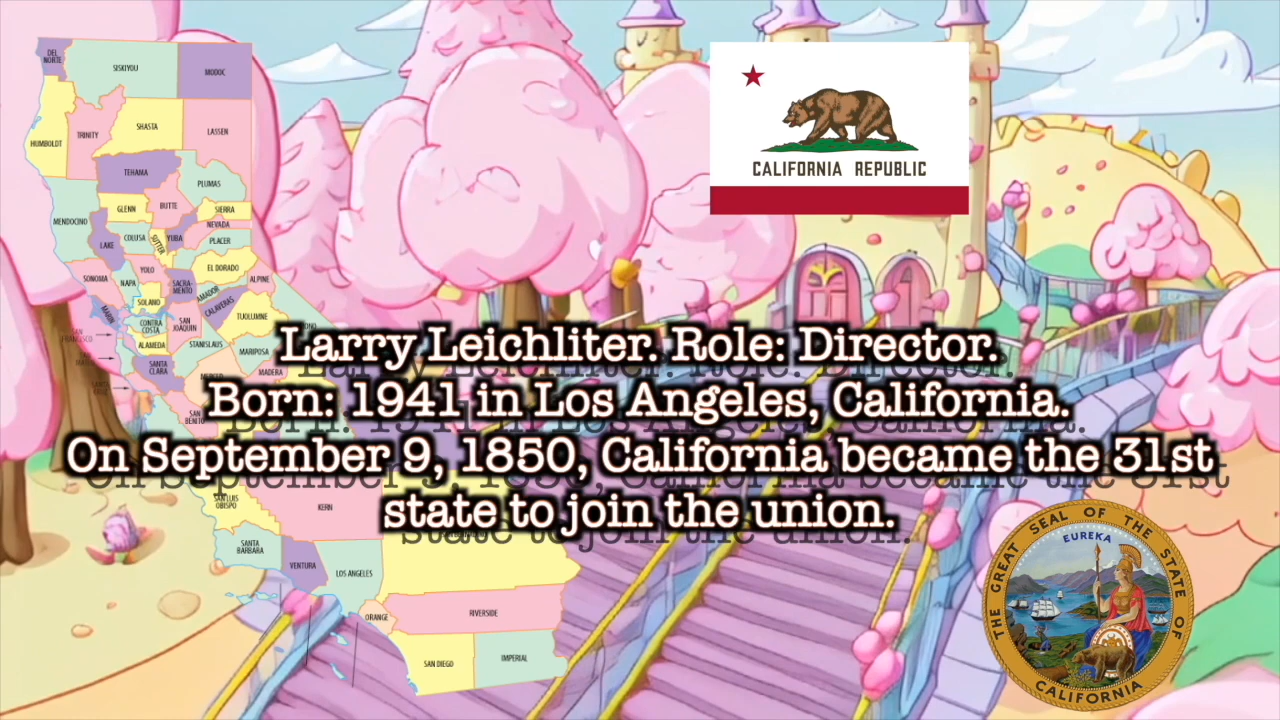 DEL NORTE
SISKIYOU
MODOC
HUMBOLDT
TRINITY
SHASTA
LASSEN
TEHAMA
PLUMAS
MENDOCINO
GLENN
BUTTE
SIERRA
NEVADA
LAKE
COLUSA
SUTTER
YUBA
PLACER
SONOMA
NAPA
YOLO
EL DORADO
SACRA-
MENTO
AMADOR
ALPINE
MARIN
SOLANO
CALAVERAS
TUOLUMNE
CONTRA
COSTA
SAN
JOAQUIN
ALAMEDA
STANISLAUS
MARIPOSA
SANTA
CLARA
MADERA
CALIFORNIA REPUBLIC
Larry Leichliter. Role: Director.
Born: 1941 in Los Angeles, California.
On September 9, 1850, California became the 31st
state to join the union.
SAN LUIS
OBISPO
KERN
SANTA
BARBARA
VENTURA
LOS ANGELES
ORANGE
RIVERSIDE
SAN DIEGO
IMPERIAL
THE GREAT SEAL OF THE STATE OF CALIFORNIA
EUREKA